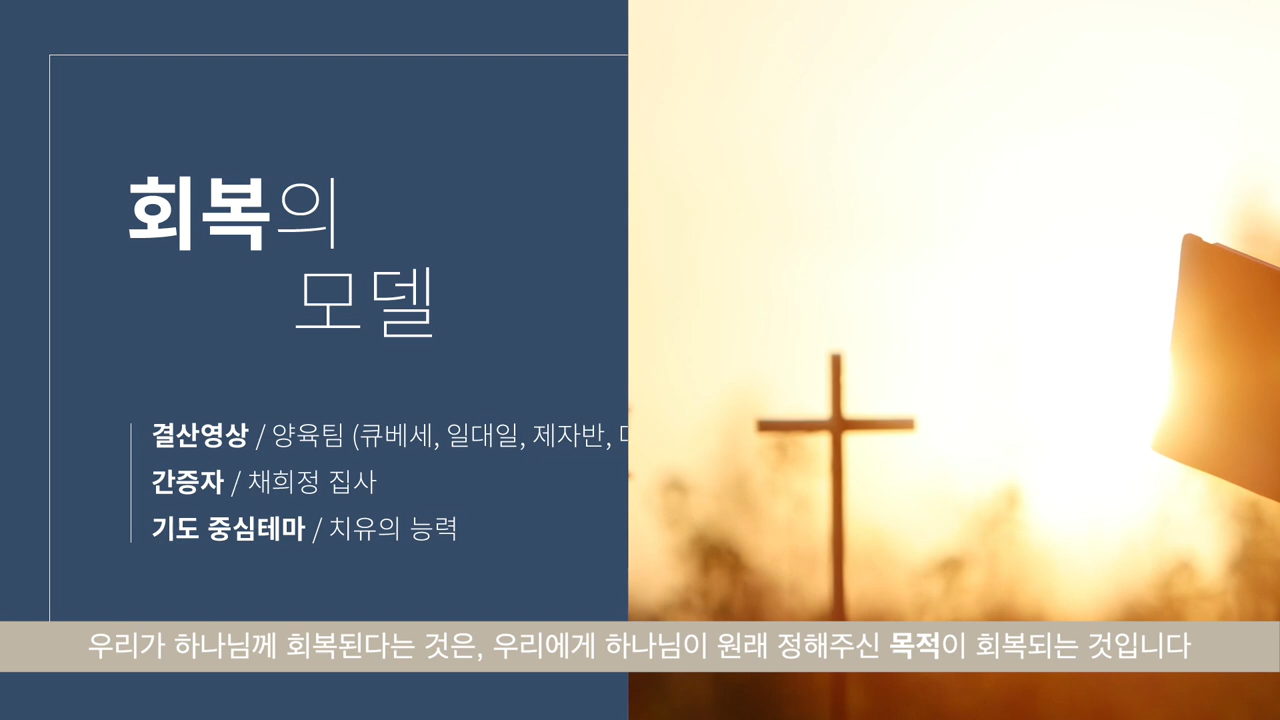 회복의
모델
결산영상 / 양육팀 (큐베세, 일대일, 제자반,
간증자 / 채희정 집사
기도 중심테마 / 치유의 능력
우리가 하나님께 회복된다는 것은, 우리에게 하나님이 원래 정해주신 목적이 회복되는 것입니다